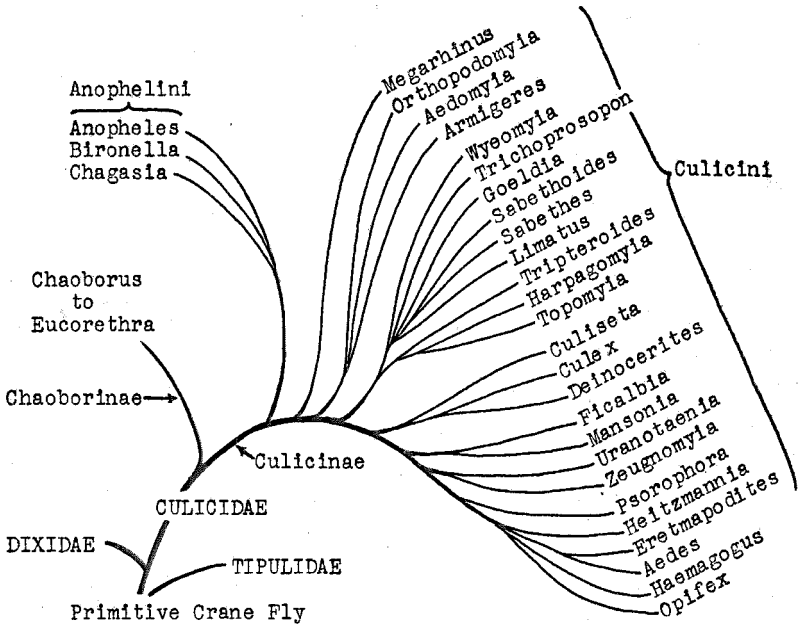 Anophelini
Anopheles
Bironella
Chagasia
Chaoborus
to
Eucorethra
Chaoborinae
Culicinae
CULICIDAE
DIXIDAE
TIPULIDAE
Primitive Crane Fly
Megarhinus
Orthopodomyia
Aedomyia
Armigeres
Wyeomyia
Trichoprosopon
Goeldia
Sabethoides
Sabethes
Limatus
Tripteroides
Harpagomyia
Topomyia
Culiseta
Culex
Deinocerites
Ficalbia
Mansonia
Uranotaenia
Zeugnomyia
Psorophora
Heitzmannia
Eretmapodites
Aedes
Haemagogus
Opifex
Culicini